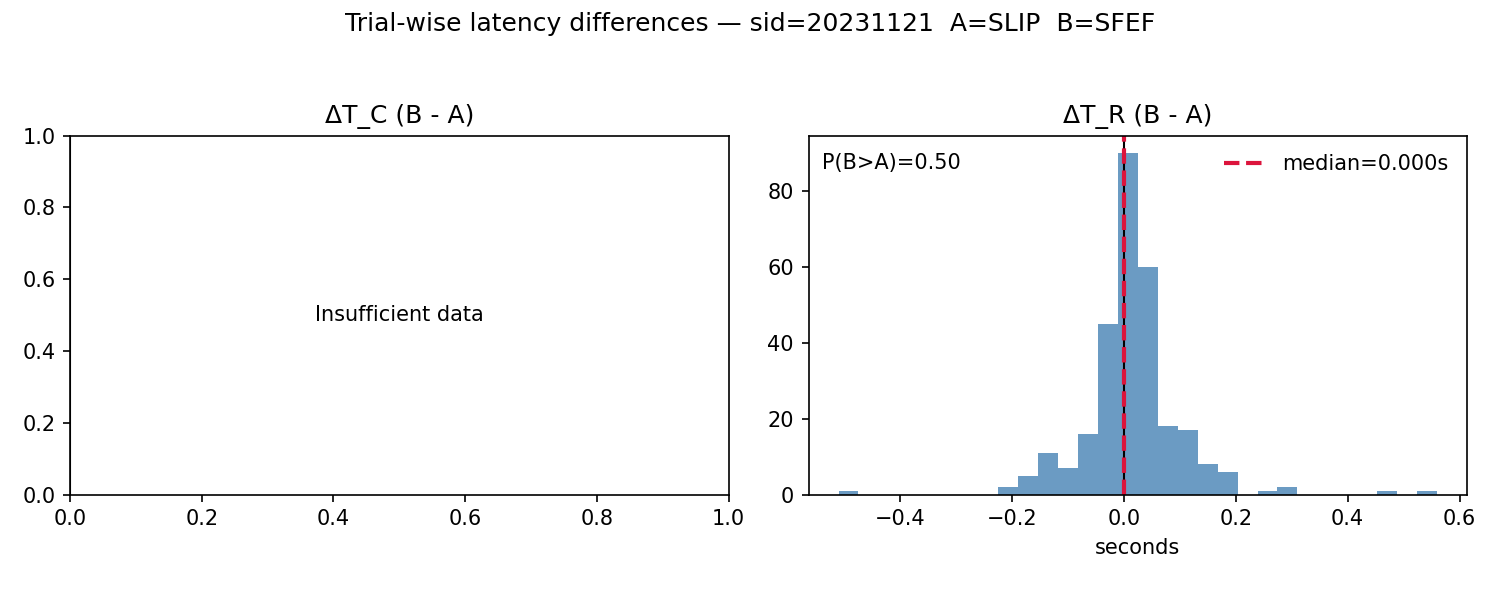 Trial-wise latency differences — sid=20231121  A=SLIP  B=SFEF
ΔT_C (B - A)
1.0
0.8
0.6
0.4
0.2
0.0
Insufficient data
0.0 0.2 0.4 0.6 0.8 1.0
ΔT_R (B - A)
P(B>A)=0.50
median=0.000s
80
60
40
20
0
−0.4 −0.2 0.0 0.2 0.4 0.6
seconds